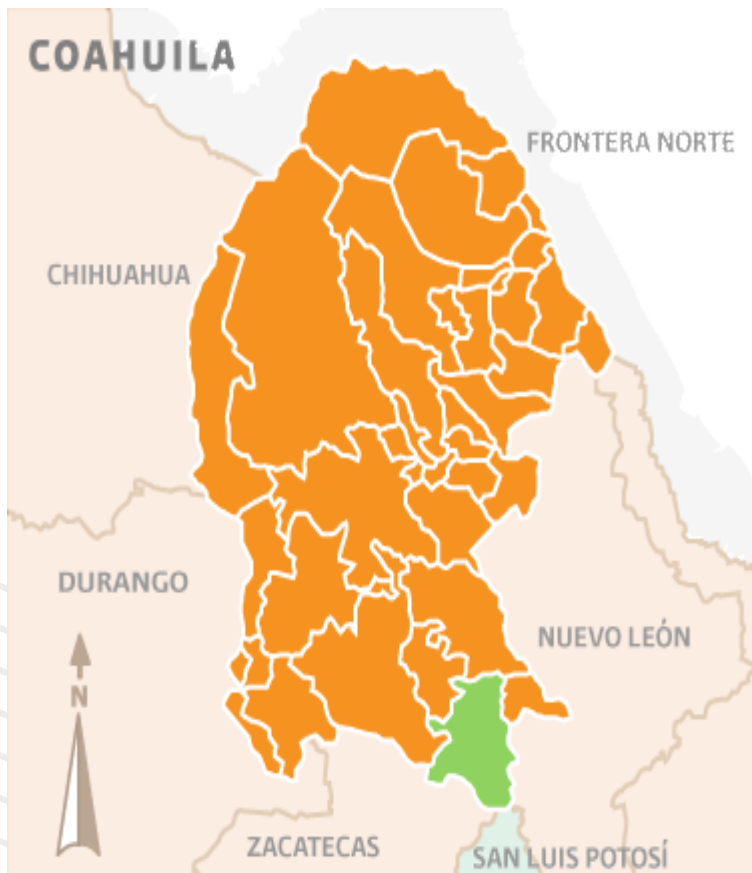 COAHUILA
FRONTERA NORTE
CHIHUAHUA
DURANGO
NUEVO LEÓN
N
ZACATECAS
SAN LUIS POTOSÍ